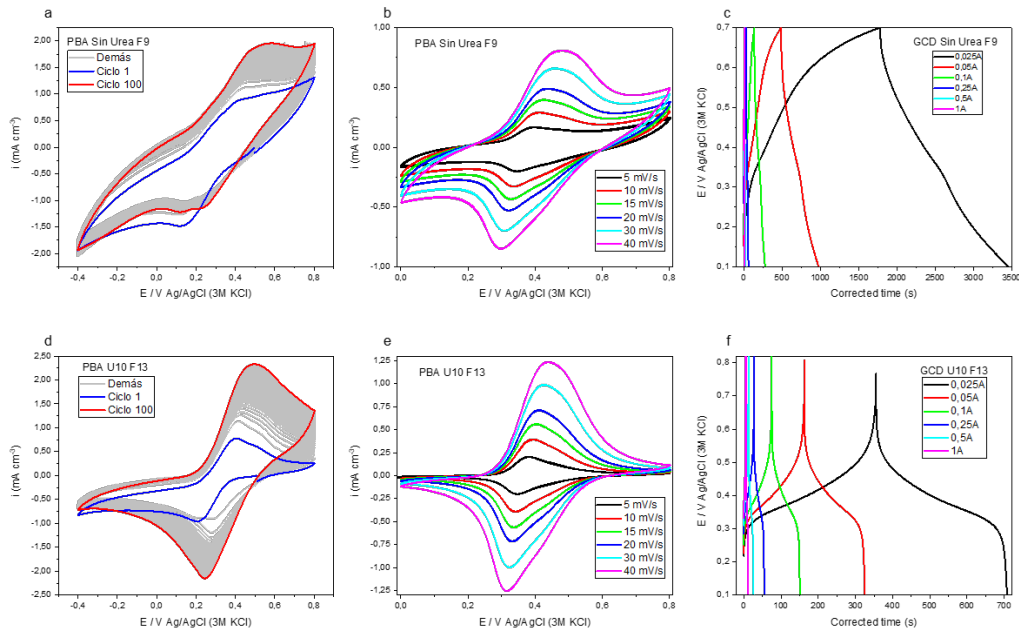 a
PBA Sin Urea F9
Demás
Ciclo 1
Ciclo 100
2,00
1,50
1,00
0,50
0,00
-0,50
-1,00
-1,50
-2,00
i (mA cm⁻³)
-0,4
-0,2
0,0
0,2
0,4
0,6
0,8
E / V Ag/AgCl (3M KCl)
b
PBA Sin Urea F9
1,00
0,50
0,00
-0,50
-1,00
i (mA cm⁻³)
5 mV/s
10 mV/s
15 mV/s
20 mV/s
30 mV/s
40 mV/s
0,0
0,2
0,4
0,6
0,8
E / V Ag/AgCl (3M KCl)
c
GCD Sin Urea F9
0,025A
0,05A
0,1A
0,25A
0,5A
1A
0,7
0,6
0,5
0,4
0,3
0,2
0,1
E / V Ag/AgCl (3M KCl)
0
500
1000
1500
2000
2500
3000
3500
Corrected time (s)
d
PBA U10 F13
Demás
Ciclo 1
Ciclo 100
2,50
2,00
1,50
1,00
0,50
0,00
-0,50
-1,00
-1,50
-2,00
-2,50
i (mA cm⁻³)
-0,4
-0,2
0,0
0,2
0,4
0,6
0,8
E / V Ag/AgCl (3M KCl)
e
PBA U10 F13
1,25
1,00
0,75
0,50
0,25
0,00
-0,25
-0,50
-0,75
-1,00
-1,25
i (mA cm⁻³)
5 mV/s
10 mV/s
15 mV/s
20 mV/s
30 mV/s
40 mV/s
0,0
0,2
0,4
0,6
0,8
E / V Ag/AgCl (3M KCl)
f
GCD U10 F13
0,025A
0,05A
0,1A
0,25A
0,5A
1A
0,8
0,7
0,6
0,5
0,4
0,3
0,2
0,1
E / V Ag/AgCl (3M KCl)
0
100
200
300
400
500
600
700
Corrected time (s)